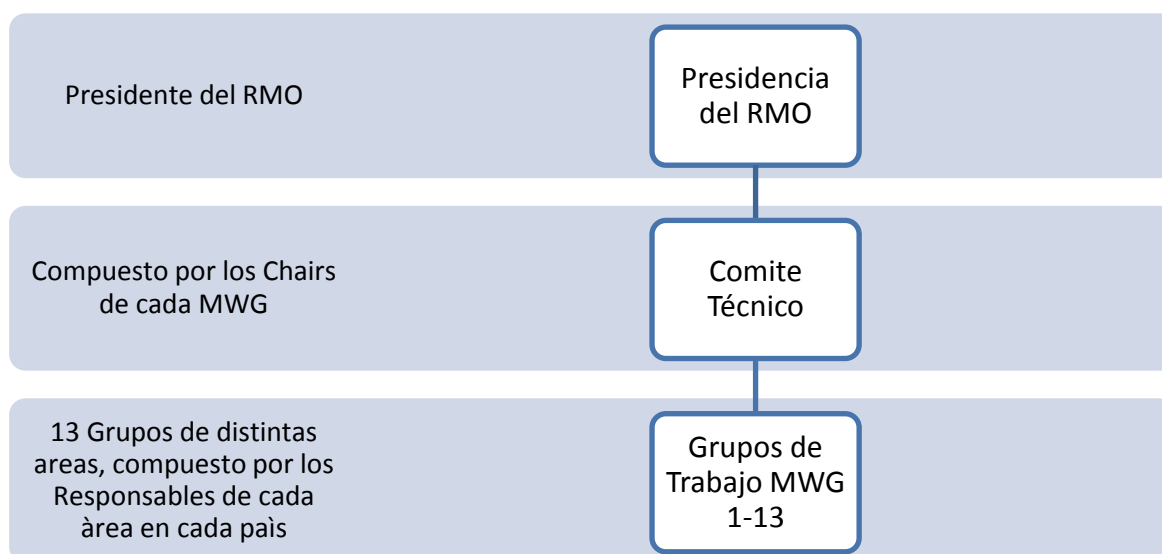 Presidente del RMO
Presidencia
del RMO
Compuesto por los Chairs
de cada MWG
Comite
Técnico
13 Grupos de distintas
areas, compuesto por los
Responsables de cada
àrea en cada paìs
Grupos de
Trabajo MWG
1-13